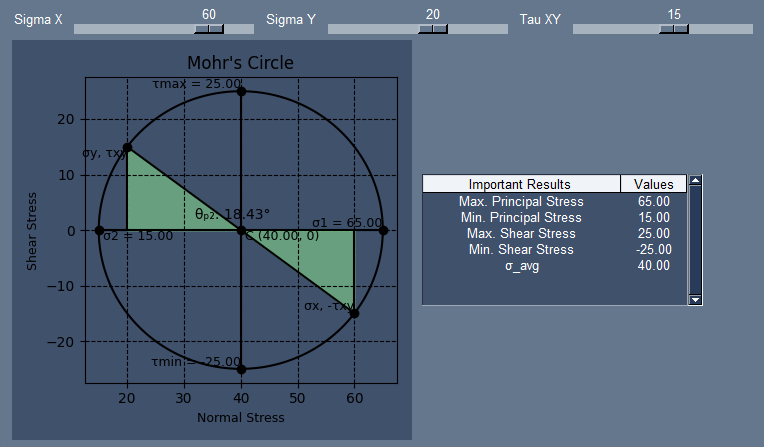 60
20
15
Sigma X
Sigma Y
Tau XY
Mohr's Circle
τmax = 25.00
20
σy, τxy
10
θₚ₂: 18.43°
σ1 = 65.00
0
σ2 = 15.00
C (40.00, 0)
−10
σx, -τxy
−20
τmin = -25.00
20
30
40
50
60
Normal Stress
Shear Stress
Important Results Values
Max. Principal Stress 65.00
Min. Principal Stress 15.00
Max. Shear Stress 25.00
Min. Shear Stress -25.00
σ_avg 40.00